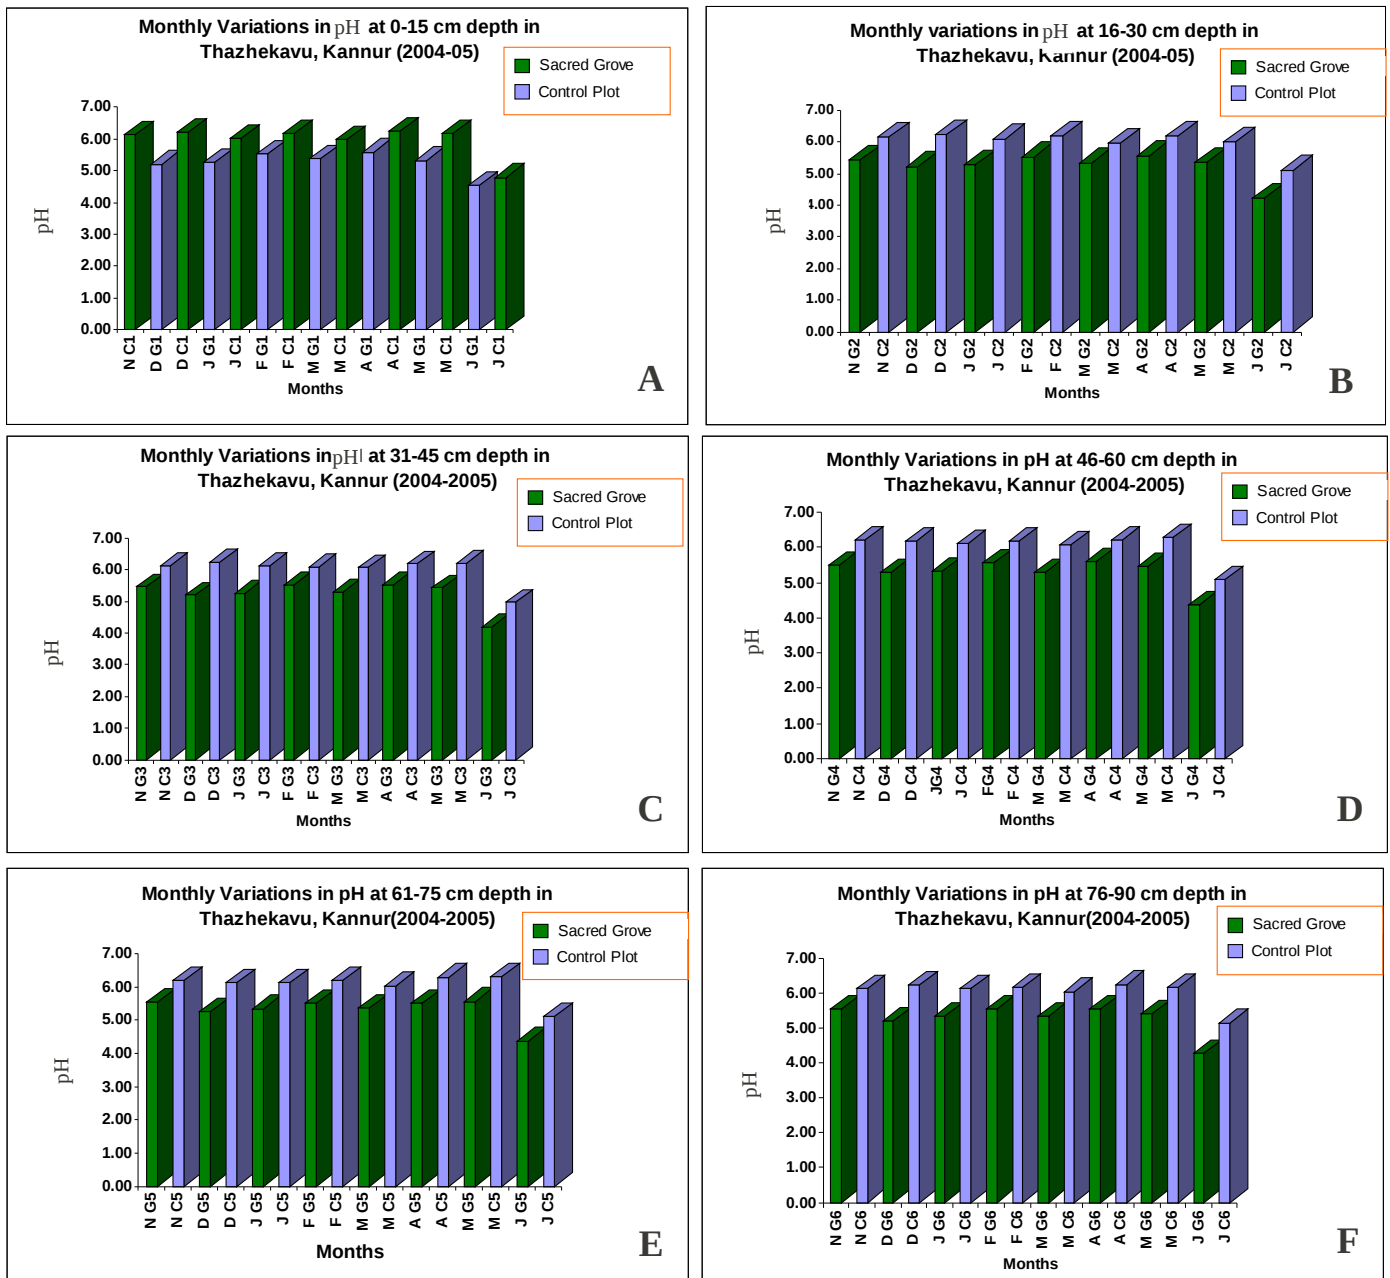 Monthly Variations in pH at 0-15 cm depth in
Thazhekavu, Kannur (2004-05)
Sacred Grove
Control Plot
7.00
6.00
5.00
4.00
3.00
2.00
1.00
0.00
pH
N C1
D G1
D C1
J G1
J C1
F G1
F C1
M G1
M C1
A G1
A C1
M G1
M C1
J G1
J C1
Months
A
Monthly variations in pH at 16-30 cm depth in
Thazhekavu, Kannur (2004-05)
Sacred Grove
Control Plot
7.00
6.00
5.00
4.00
3.00
2.00
1.00
0.00
pH
N G2
N C2
D G2
D C2
J G2
J C2
F G2
F C2
M G2
M C2
A G2
A C2
M G2
M C2
J G2
J C2
Months
B
Monthly Variations in pH at 31-45 cm depth in
Thazhekavu, Kannur (2004-2005)
Sacred Grove
Control Plot
7.00
6.00
5.00
4.00
3.00
2.00
1.00
0.00
pH
N G3
N C3
D G3
D C3
J G3
J C3
F G3
F C3
M G3
M C3
A G3
A C3
M G3
M C3
J G3
J C3
Months
C
Monthly Variations in pH at 46-60 cm depth in
Thazhekavu, Kannur (2004-2005)
Sacred Grove
Control Plot
7.00
6.00
5.00
4.00
3.00
2.00
1.00
0.00
pH
N G4
N C4
D G4
D C4
JG4
J C4
FG4
F C4
M G4
M C4
A G4
A C4
M G4
M C4
J G4
J C4
Months
D
Monthly Variations in pH at 61-75 cm depth in
Thazhekavu, Kannur(2004-2005)
Sacred Grove
Control Plot
7.00
6.00
5.00
4.00
3.00
2.00
1.00
0.00
pH
N G5
N C5
D G5
D C5
J G5
J C5
F G5
F C5
M G5
M C5
A G5
A C5
M G5
M C5
J G5
J C5
Months
E
Monthly Variations in pH at 76-90 cm depth in
Thazhekavu, Kannur(2004-2005)
Sacred Grove
Control Plot
7.00
6.00
5.00
4.00
3.00
2.00
1.00
0.00
pH
N G6
N C6
D G6
D C6
J G6
J C6
F G6
F C6
M G6
M C6
A G6
A C6
M G6
M C6
J G6
J C6
Months
F